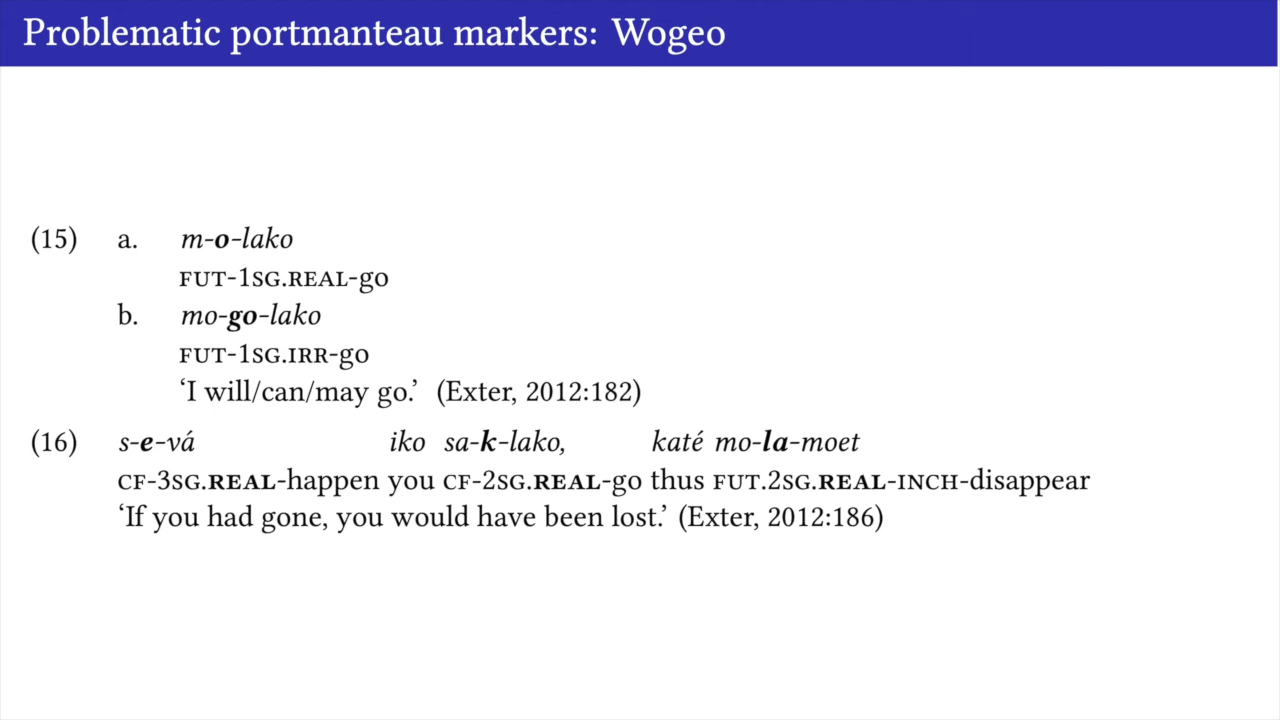 Problematic portmanteau markers: Wogeo
(15) a. m-o-lako
FUT-1SG.REAL-go
b. mo-go-lako
FUT-1SG.IRR-go
‘I will/can/may go.’ (Exter, 2012:182)
(16) s-e-vá iko sa-k-lako, katé mo-la-moet
CF-3SG.REAL-happen you CF-2SG.REAL-go thus FUT.2SG.REAL-INCH-disappear
‘If you had gone, you would have been lost.’ (Exter, 2012:186)